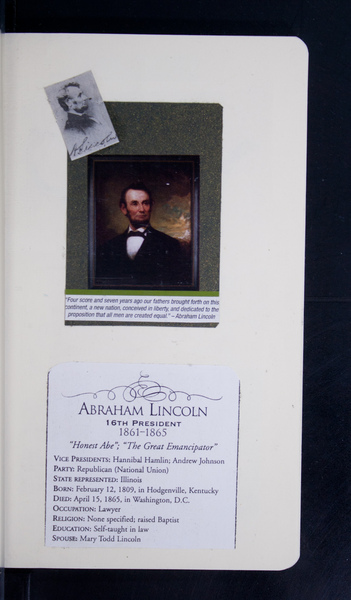 A. Lincoln
"Four score and seven years ago our fathers brought forth on this
continent, a new nation, conceived in liberty, and dedicated to the
proposition that all men are created equal." – Abraham Lincoln
ABRAHAM LINCOLN
16TH PRESIDENT
1861–1865
"Honest Abe"; "The Great Emancipator"
VICE PRESIDENTS: Hannibal Hamlin; Andrew Johnson
PARTY: Republican (National Union)
STATE REPRESENTED: Illinois
BORN: February 12, 1809, in Hodgenville, Kentucky
DIED: April 15, 1865, in Washington, D.C.
OCCUPATION: Lawyer
RELIGION: None specified; raised Baptist
EDUCATION: Self-taught in law
SPOUSE: Mary Todd Lincoln